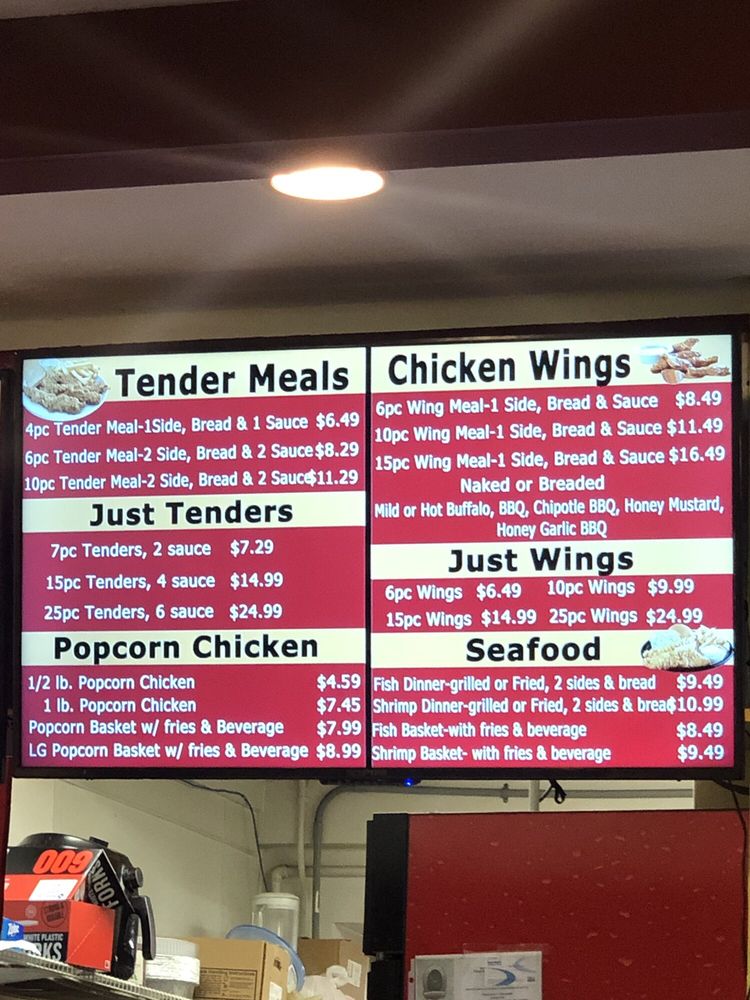 Tender Meals
4pc Tender Meal-1Side, Bread & 1 Sauce $6.49
6pc Tender Meal-2 Side, Bread & 2 Sauce $8.29
10pc Tender Meal-2 Side, Bread & 2 Sauce $11.29
Just Tenders
7pc Tenders, 2 sauce $7.29
15pc Tenders, 4 sauce $14.99
25pc Tenders, 6 sauce $24.99
Popcorn Chicken
1/2 lb. Popcorn Chicken $4.59
1 lb. Popcorn Chicken $7.45
Popcorn Basket w/ fries & Beverage $7.99
LG Popcorn Basket w/ fries & Beverage $8.99
Chicken Wings
6pc Wing Meal-1 Side, Bread & Sauce $8.49
10pc Wing Meal-1 Side, Bread & Sauce $11.49
15pc Wing Meal-1 Side, Bread & Sauce $16.49
Naked or Breaded
Mild or Hot Buffalo, BBQ, Chipotle BBQ, Honey Mustard,
Honey Garlic BBQ
Just Wings
6pc Wings $6.49 10pc Wings $9.99
15pc Wings $14.99 25pc Wings $24.99
Seafood
Fish Dinner-grilled or Fried, 2 sides & bread $9.49
Shrimp Dinner-grilled or Fried, 2 sides & bread $10.99
Fish Basket-with fries & beverage $8.49
Shrimp Basket- with fries & beverage $9.49
600
FORKS
WHITE PLASTIC